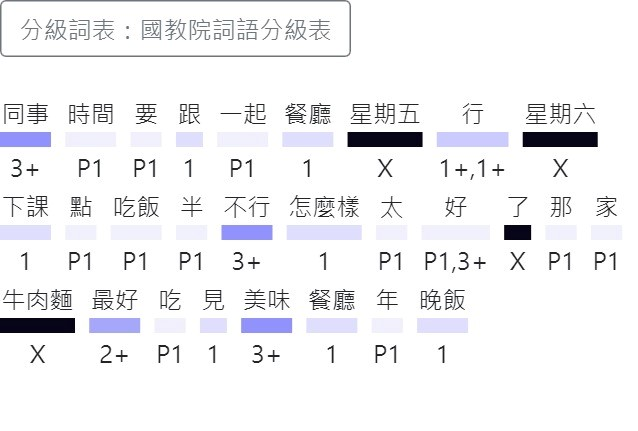 分級詞表：國教院詞語分級表
同事 時間 要 跟 一起 餐廳 星期五 行 星期六
3+ P1 P1 1 P1 1 X 1+,1+ X
下課 點 吃飯 半 不行 怎麼樣 太 好 了 那 家
1 P1 P1 P1 3+ 1 P1 P1,3+ X P1 P1
牛肉麵 最好 吃 見 美味 餐廳 年 晚飯
X 2+ P1 1 3+ 1 P1 1